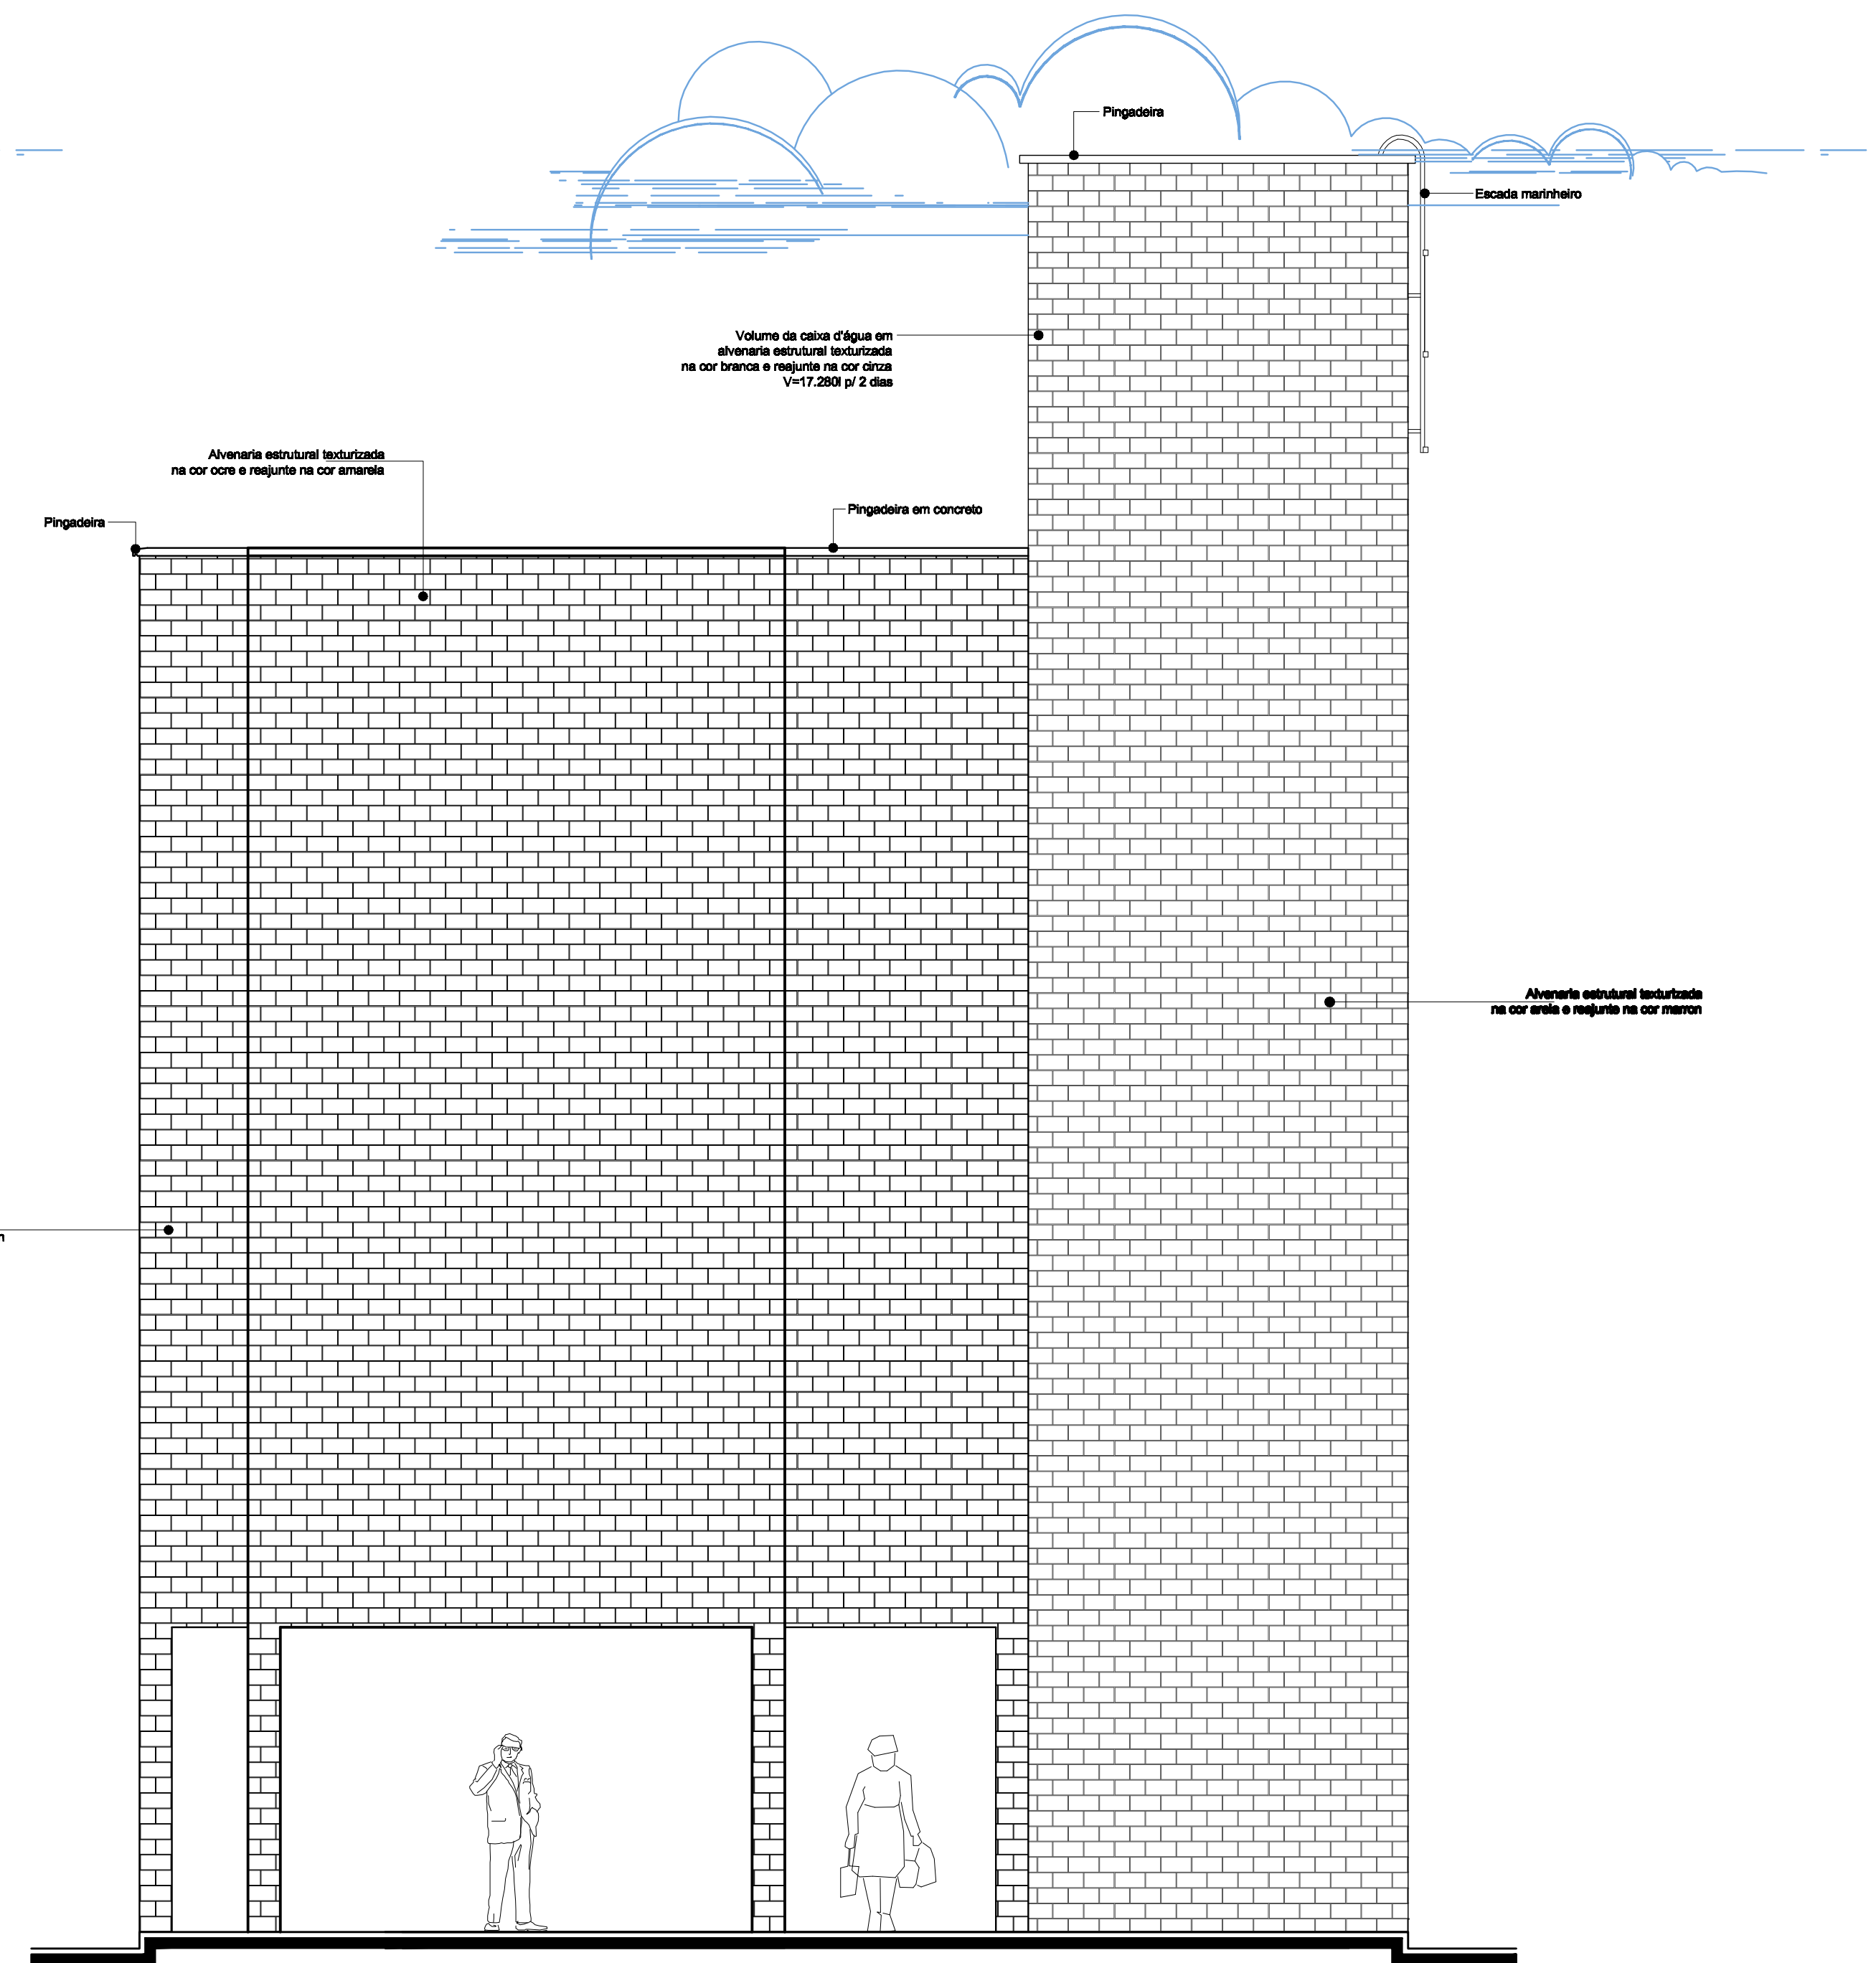 Pingadeira
Escada marinheiro
Volume da caixa d'água em
alvenaria estrutural texturizada
na cor branca e reajunte na cor cinza
V=17.280l p/ 2 dias
Alvenaria estrutural texturizada
na cor ocre e reajunte na cor amarela
Pingadeira em concreto
Pingadeira
Alvenaria estrutural texturizada
na cor areia e reajunte na cor marron